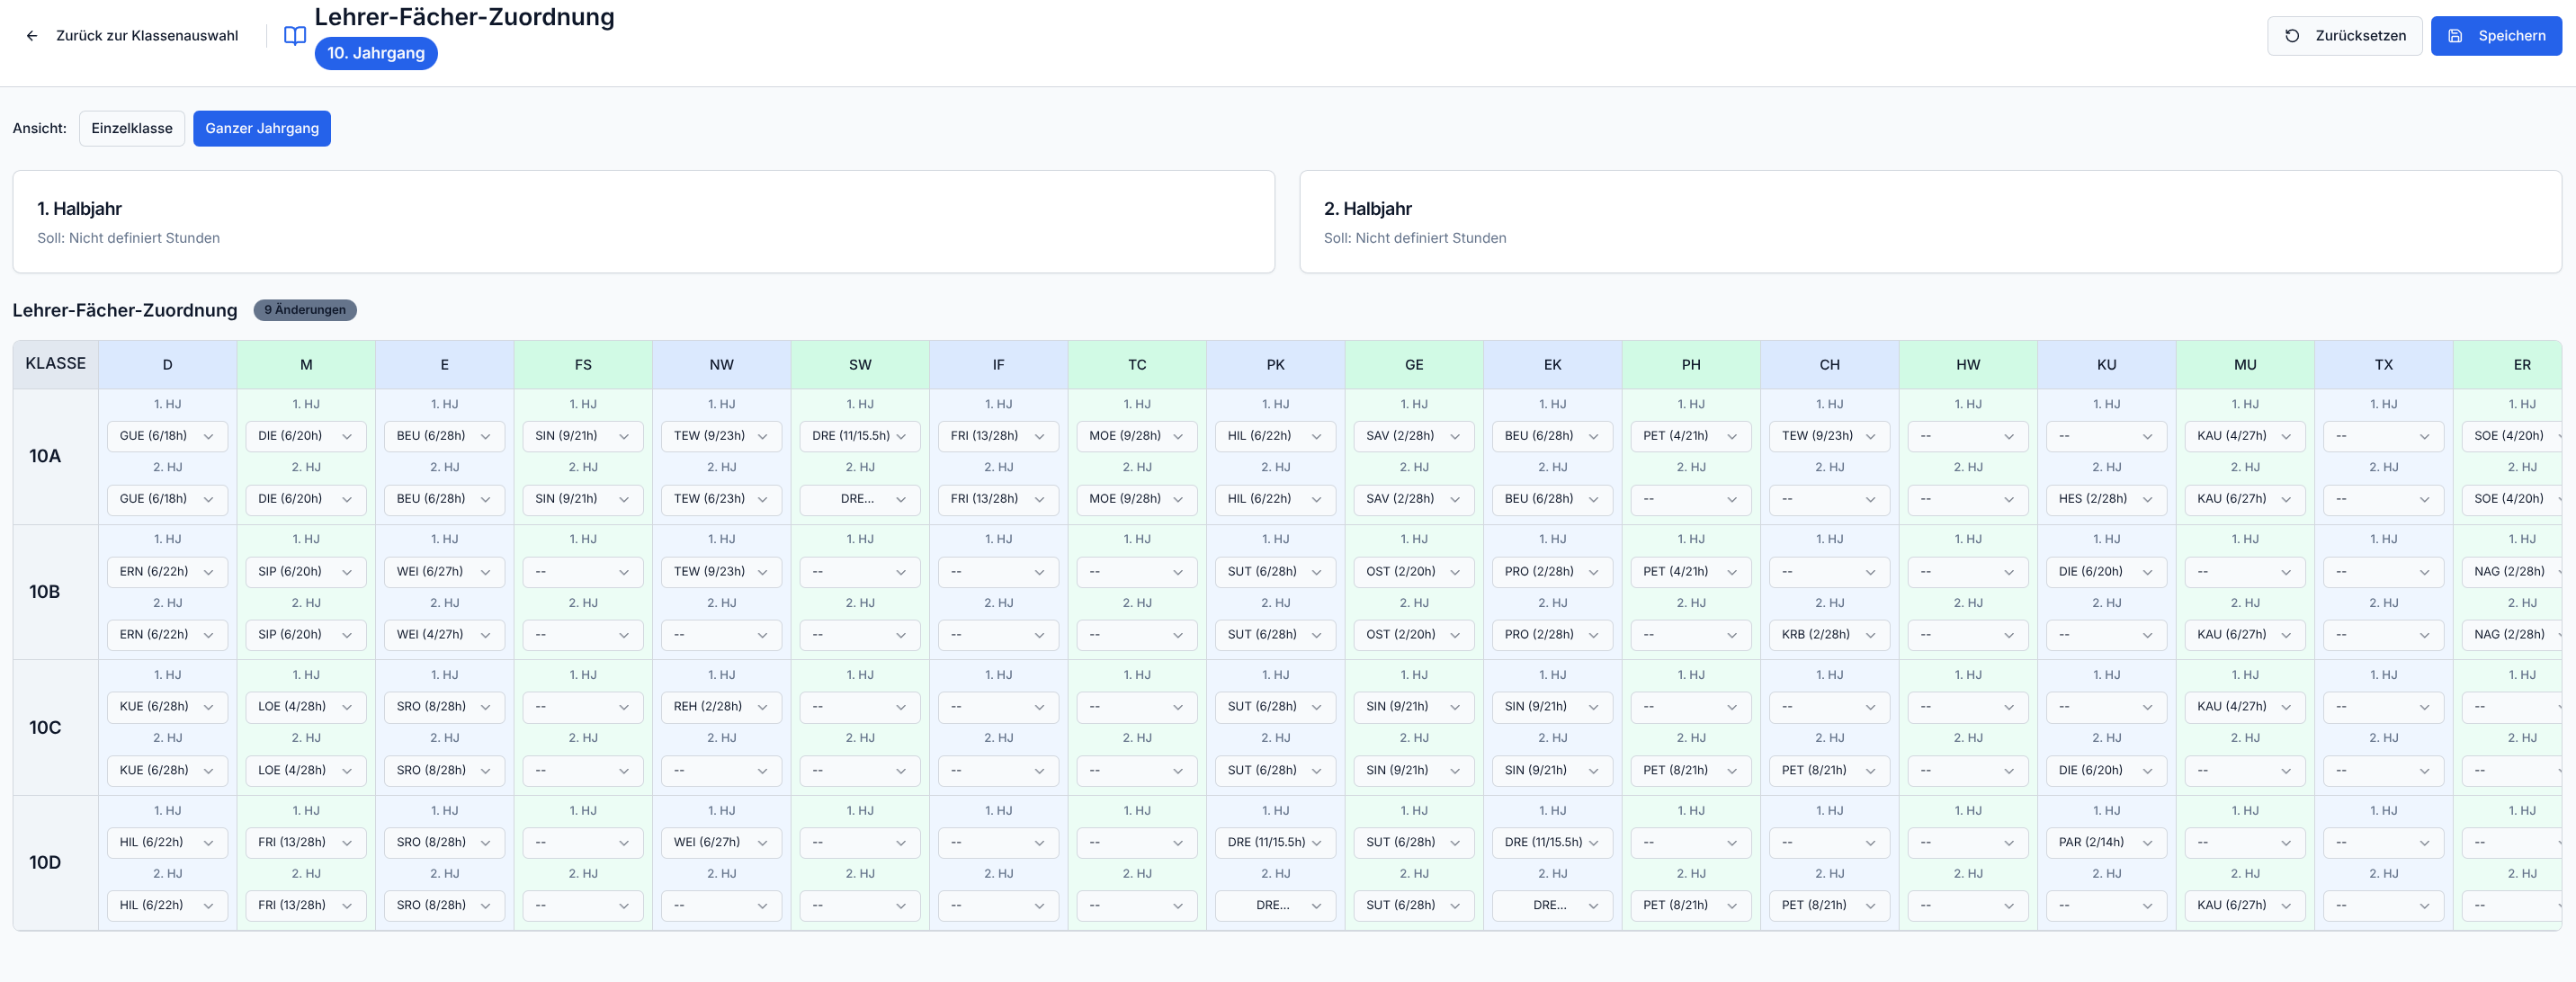 Zurück zur Klassenauswahl
Lehrer-Fächer-Zuordnung
10. Jahrgang
Zurücksetzen
Speichern
Ansicht: Einzelklasse Ganzer Jahrgang
1. Halbjahr
Soll: Nicht definiert Stunden
2. Halbjahr
Soll: Nicht definiert Stunden
Lehrer-Fächer-Zuordnung 9 Änderungen
KLASSE D M E FS NW SW IF TC PK GE EK PH CH HW KU MU TX ER
1. HJ 1. HJ 1. HJ 1. HJ 1. HJ 1. HJ 1. HJ 1. HJ 1. HJ 1. HJ 1. HJ 1. HJ 1. HJ 1. HJ 1. HJ 1. HJ 1. HJ 1. HJ
GUE (6/18h) DIE (6/20h) BEU (6/28h) SIN (9/21h) TEW (9/23h) DRE (11/15.5h) FRI (13/28h) MOE (9/28h) HIL (6/22h) SAV (2/28h) BEU (6/28h) PET (4/21h) TEW (9/23h) -- -- KAU (4/27h) -- SOE (4/20h)
10A
2. HJ 2. HJ 2. HJ 2. HJ 2. HJ 2. HJ 2. HJ 2. HJ 2. HJ 2. HJ 2. HJ 2. HJ 2. HJ 2. HJ 2. HJ 2. HJ 2. HJ 2. HJ
GUE (6/18h) DIE (6/20h) BEU (6/28h) SIN (9/21h) TEW (6/23h) DRE... FRI (13/28h) MOE (9/28h) HIL (6/22h) SAV (2/28h) BEU (6/28h) -- -- -- HES (2/28h) KAU (6/27h) -- SOE (4/20h)
1. HJ 1. HJ 1. HJ 1. HJ 1. HJ 1. HJ 1. HJ 1. HJ 1. HJ 1. HJ 1. HJ 1. HJ 1. HJ 1. HJ 1. HJ 1. HJ 1. HJ 1. HJ
ERN (6/22h) SIP (6/20h) WEI (6/27h) -- TEW (9/23h) -- -- -- SUT (6/28h) OST (2/20h) PRO (2/28h) PET (4/21h) -- -- DIE (6/20h) -- -- NAG (2/28h)
10B
2. HJ 2. HJ 2. HJ 2. HJ 2. HJ 2. HJ 2. HJ 2. HJ 2. HJ 2. HJ 2. HJ 2. HJ 2. HJ 2. HJ 2. HJ 2. HJ 2. HJ 2. HJ
ERN (6/22h) SIP (6/20h) WEI (4/27h) -- -- -- -- -- SUT (6/28h) OST (2/20h) PRO (2/28h) -- KRB (2/28h) -- -- KAU (6/27h) -- NAG (2/28h)
1. HJ 1. HJ 1. HJ 1. HJ 1. HJ 1. HJ 1. HJ 1. HJ 1. HJ 1. HJ 1. HJ 1. HJ 1. HJ 1. HJ 1. HJ 1. HJ 1. HJ 1. HJ
KUE (6/28h) LOE (4/28h) SRO (8/28h) -- REH (2/28h) -- -- -- SUT (6/28h) SIN (9/21h) SIN (9/21h) -- -- -- -- KAU (4/27h) -- --
10C
2. HJ 2. HJ 2. HJ 2. HJ 2. HJ 2. HJ 2. HJ 2. HJ 2. HJ 2. HJ 2. HJ 2. HJ 2. HJ 2. HJ 2. HJ 2. HJ 2. HJ 2. HJ
KUE (6/28h) LOE (4/28h) SRO (8/28h) -- -- -- -- -- SUT (6/28h) SIN (9/21h) SIN (9/21h) PET (8/21h) PET (8/21h) -- DIE (6/20h) -- -- --
1. HJ 1. HJ 1. HJ 1. HJ 1. HJ 1. HJ 1. HJ 1. HJ 1. HJ 1. HJ 1. HJ 1. HJ 1. HJ 1. HJ 1. HJ 1. HJ 1. HJ 1. HJ
HIL (6/22h) FRI (13/28h) SRO (8/28h) -- WEI (6/27h) -- -- -- DRE (11/15.5h) SUT (6/28h) DRE (11/15.5h) -- -- -- PAR (2/14h) -- -- --
10D
2. HJ 2. HJ 2. HJ 2. HJ 2. HJ 2. HJ 2. HJ 2. HJ 2. HJ 2. HJ 2. HJ 2. HJ 2. HJ 2. HJ 2. HJ 2. HJ 2. HJ 2. HJ
HIL (6/22h) FRI (13/28h) SRO (8/28h) -- -- -- -- -- DRE... SUT (6/28h) DRE... PET (8/21h) PET (8/21h) -- -- KAU (6/27h) -- --